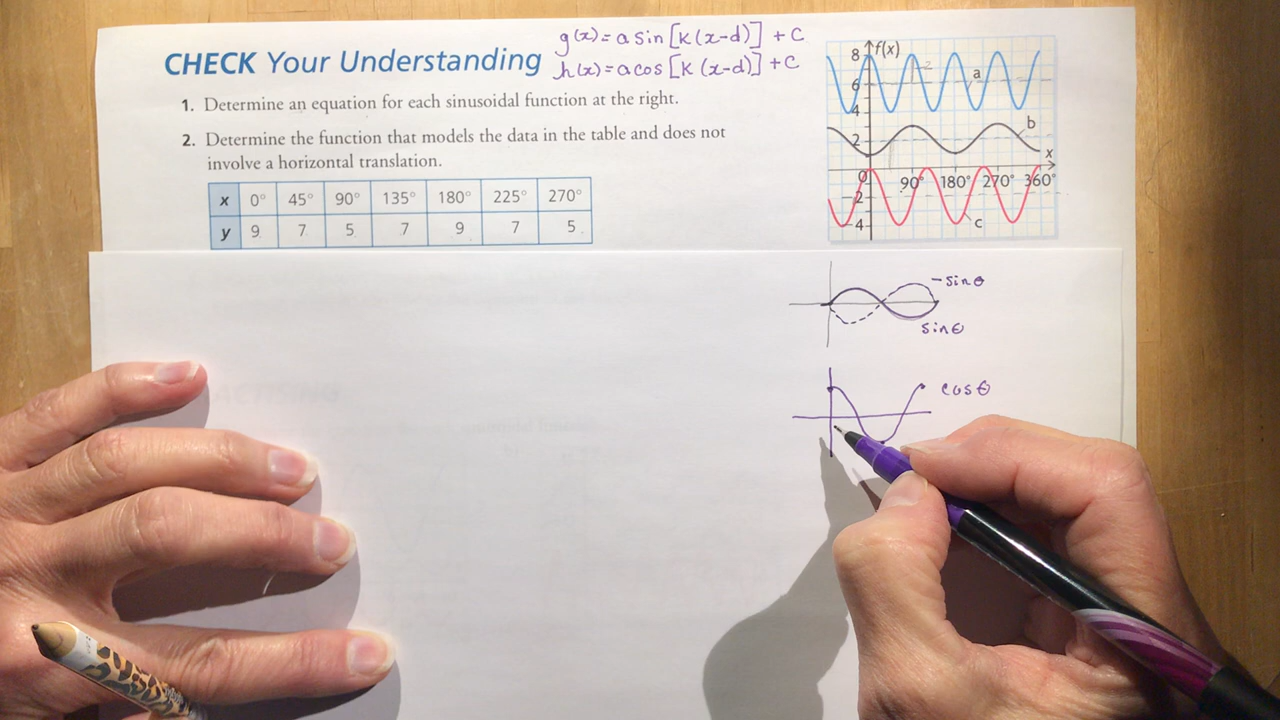 CHECK Your Understanding
g(x)=a sin [k(x-d)] + c
h(x)=a cos [k(x-d)] + c
1. Determine an equation for each sinusoidal function at the right.
2. Determine the function that models the data in the table and does not
involve a horizontal translation.
x 0° 45° 90° 135° 180° 225° 270°
y 9 7 5 7 9 7 5
8 f(x)
6 a
4
2 b
x
0 90° 180° 270° 360°
-2
-4 c
-sinθ
sinθ
cosθ